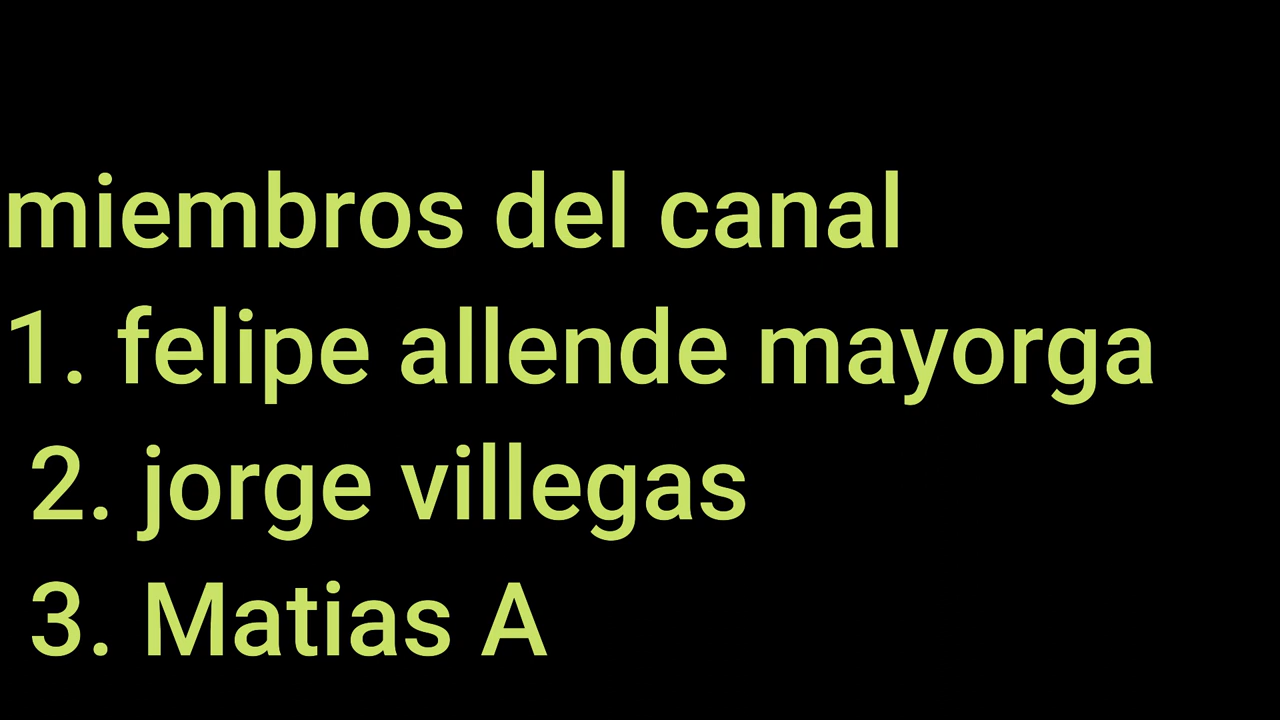 miembros del canal
1. felipe allende mayorga
2. jorge villegas
3. Matias A